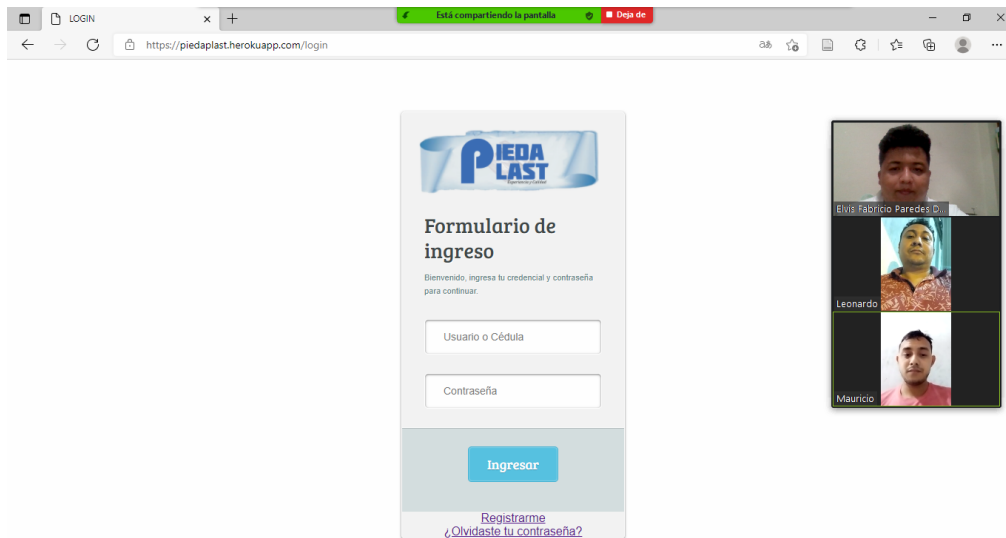 LOGIN
Está compartiendo la pantalla
Deja de
https://piedaplast.herokuapp.com/login
PIEDA
PLAST
Formulario de
ingreso
Bienvenido, ingresa tu credencial y contraseña
para continuar.
Usuario o Cédula
Contraseña
Ingresar
Registrarme
¿Olvidaste tu contraseña?
Elvis Fabricio Paredes D...
Leonardo
Mauricio